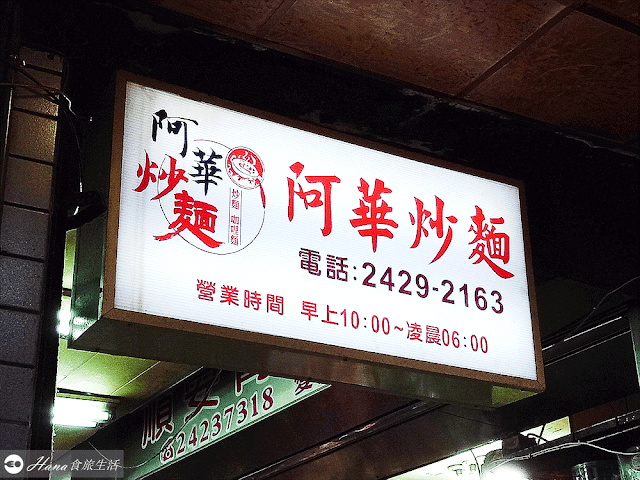 阿華
炒麵
炒麵 咖哩麵
阿華炒麵
電話:2429-2163
營業時間 早上10:00~凌晨06:00
順安
☎24237318
Hana食旅生活